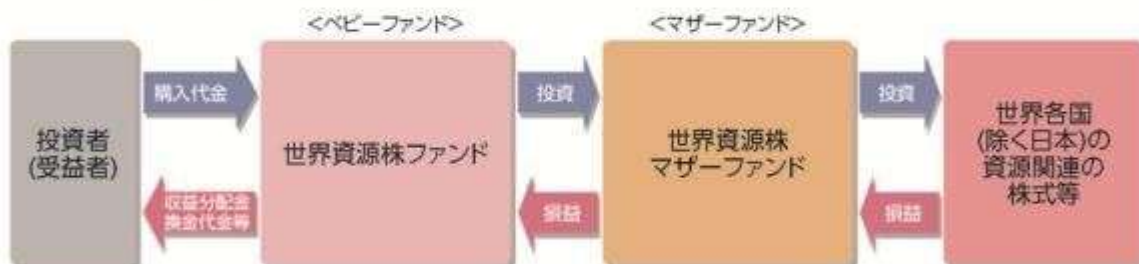 <ベビーファンド>
<マザーファンド>
投資者
(受益者)
購入代金
収益分配金
換金代金等
世界資源株ファンド
投資
損益
世界資源株
マザーファンド
投資
損益
世界各国
(除く日本)の
資源関連の
株式等